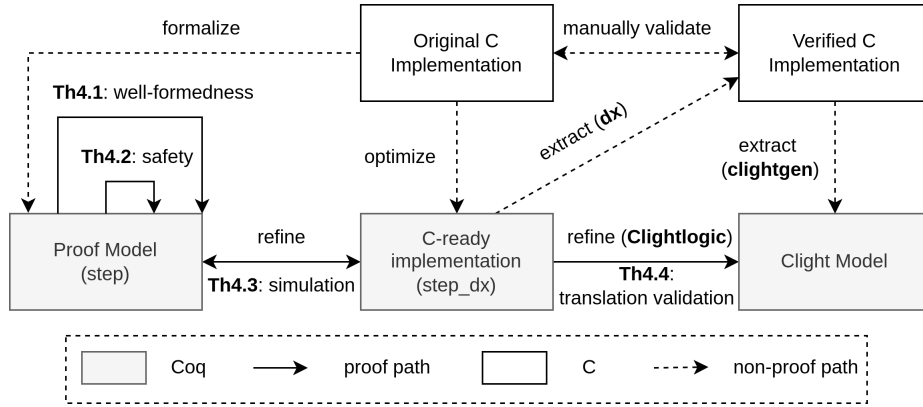 formalize
Original C
Implementation
manually validate
Verified C
Implementation
Th4.1: well-formedness
Th4.2: safety
optimize
extract (dx)
extract
(clightgen)
Proof Model
(step)
refine
Th4.3: simulation
C-ready
implementation
(step_dx)
refine (Clightlogic)
Th4.4:
translation validation
Clight Model
Coq
proof path
C
non-proof path